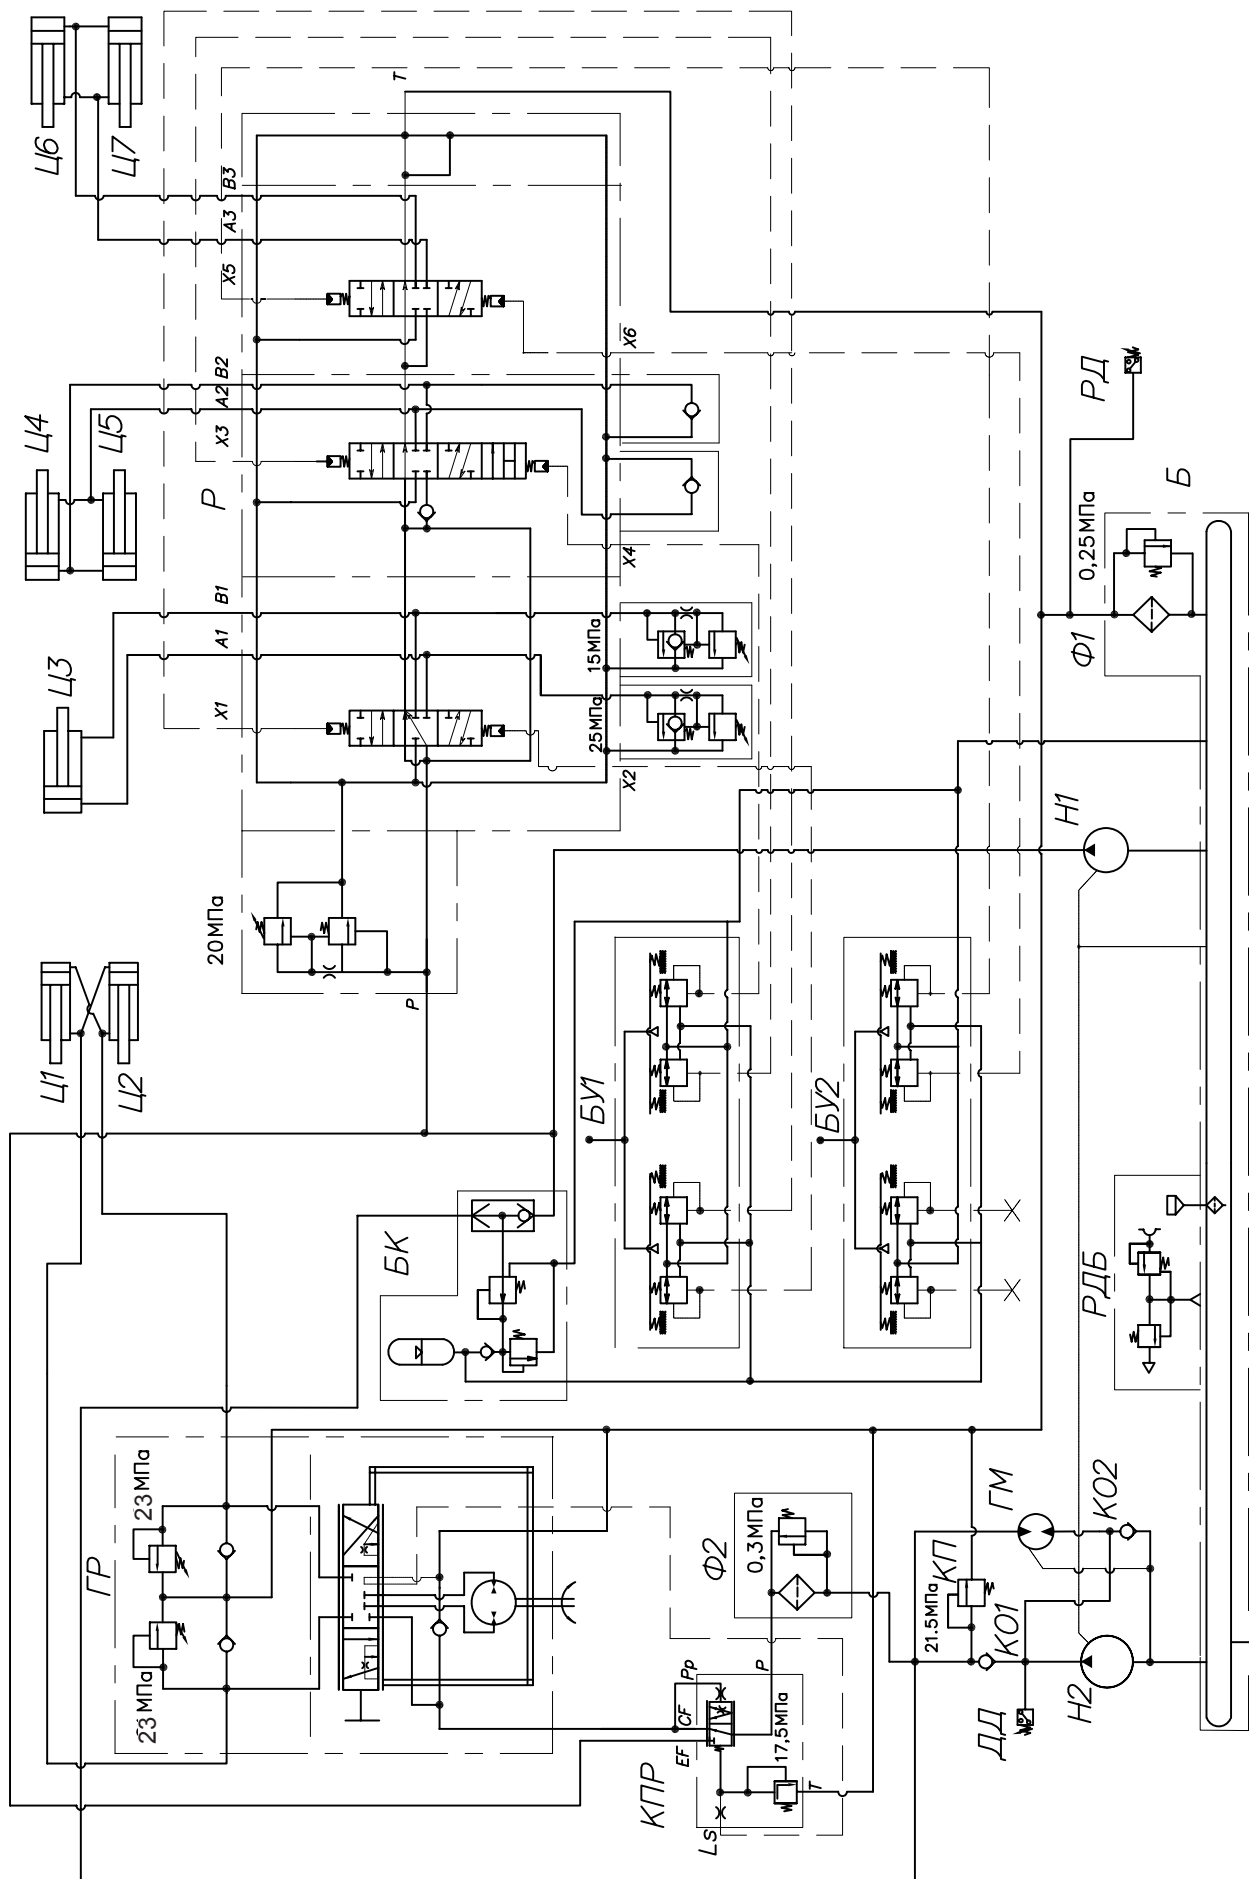 Ц6
Ц7
Т
В3
А3
Х5
Х6
Ц4
Ц5
В2
А2
Х3
Р
Х4
РД
Б
0,25МПа
Ф1
Ц3
В1
А1
Х1
15МПа
25МПа
Х2
Н1
20МПа
Р
Ц1
Ц2
БУ1
БУ2
БК
РДБ
ГР
23МПа
23МПа
Ф2
0,3МПа
ГМ
КО2
КП
21.5МПа
КО1
Н2
ДД
КПР
EF
CF
Pp
P
17,5МПа
T
LS